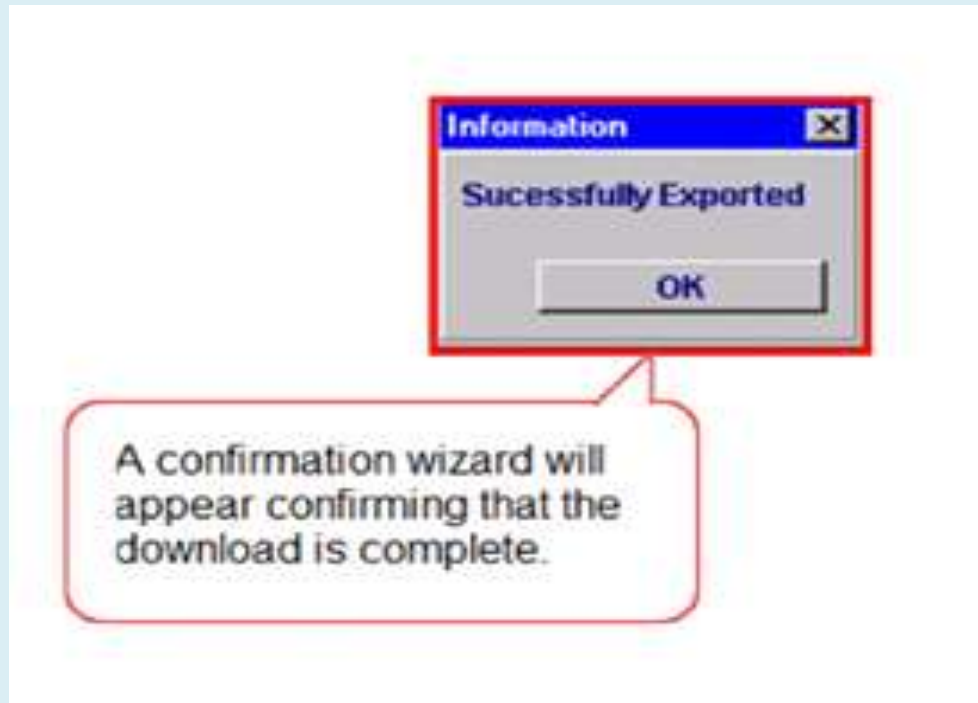 Information
Sucessfully Exported
OK
A confirmation wizard will
appear confirming that the
download is complete.